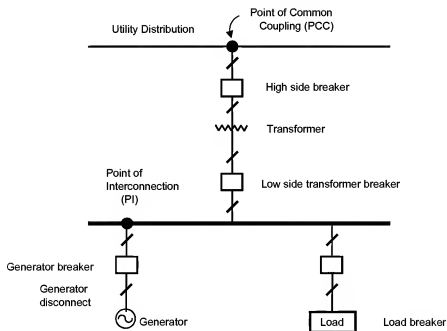 Point of Common
Coupling (PCC)
Utility Distribution
High side breaker
Transformer
Point of
Interconnection
(PI)
Low side transformer breaker
Generator breaker
Generator
disconnect
Generator
Load
Load breaker